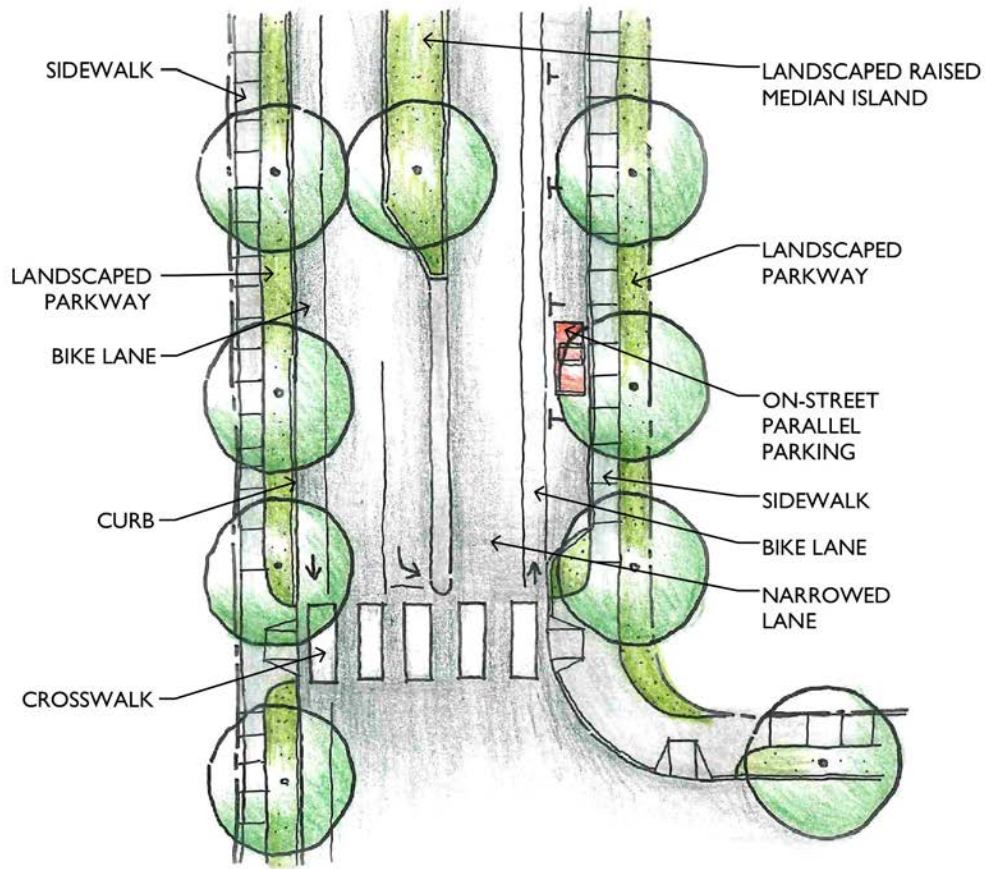 SIDEWALK
LANDSCAPED
PARKWAY
BIKE LANE
CURB
CROSSWALK
LANDSCAPED RAISED
MEDIAN ISLAND
LANDSCAPED
PARKWAY
ON-STREET
PARALLEL
PARKING
SIDEWALK
BIKE LANE
NARROWED
LANE